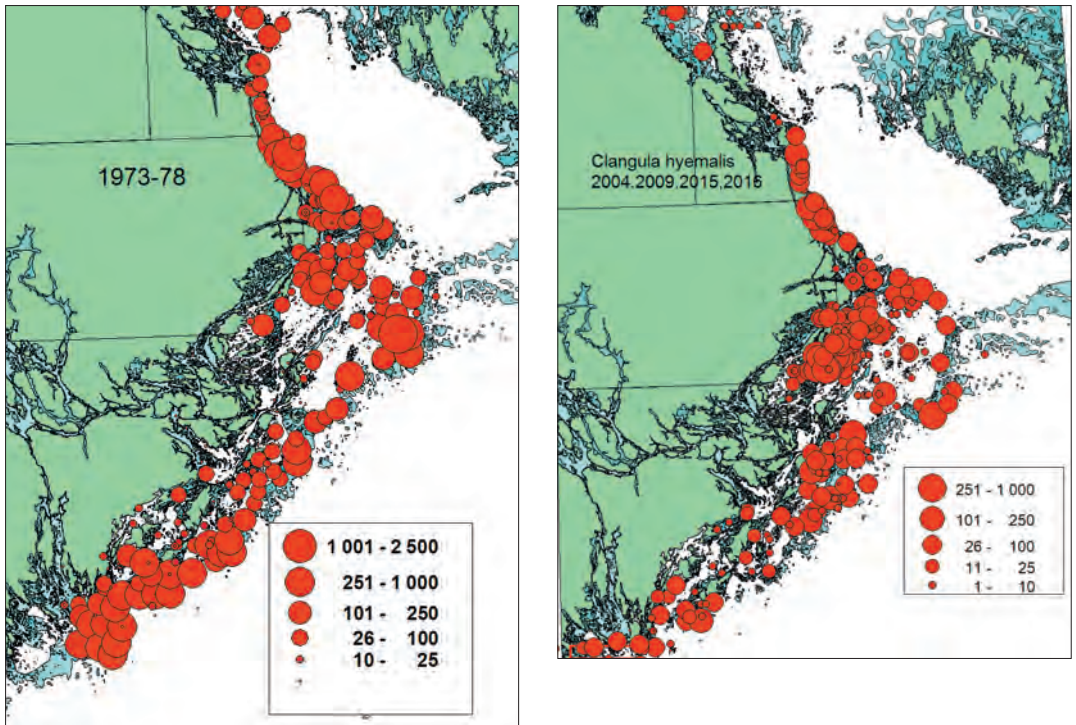 1973-78
1 001 - 2 500
251 - 1 000
101 - 250
26 - 100
10 - 25
Clangula hyemalis
2004.2009.2015,2016
251 - 1 000
101 - 250
26 - 100
11 - 25
1 - 10